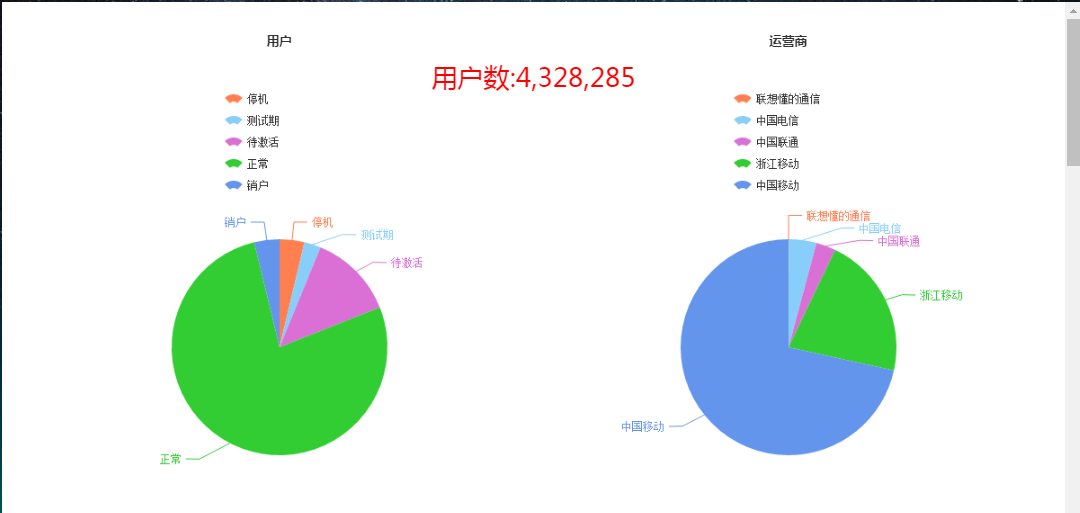 用户
运营商
用户数:4,328,285
停机
测试期
待激活
正常
销户
联想懂的通信
中国电信
中国联通
浙江移动
中国移动
销户
停机
测试期
待激活
正常
联想懂的通信
中国电信
中国联通
浙江移动
中国移动